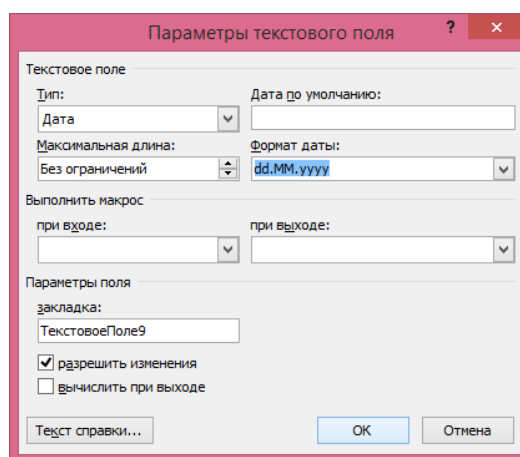 Параметры текстового поля ? ×
Текстовое поле
Тип: Дата по умолчанию:
Дата
Максимальная длина: Формат даты:
Без ограничений dd.MM.yyyy
Выполнить макрос
при входе: при выходе:
Параметры поля
закладка:
ТекстовоеПоле9
разрешить изменения
вычислить при выходе
Текст справки... ОК Отмена